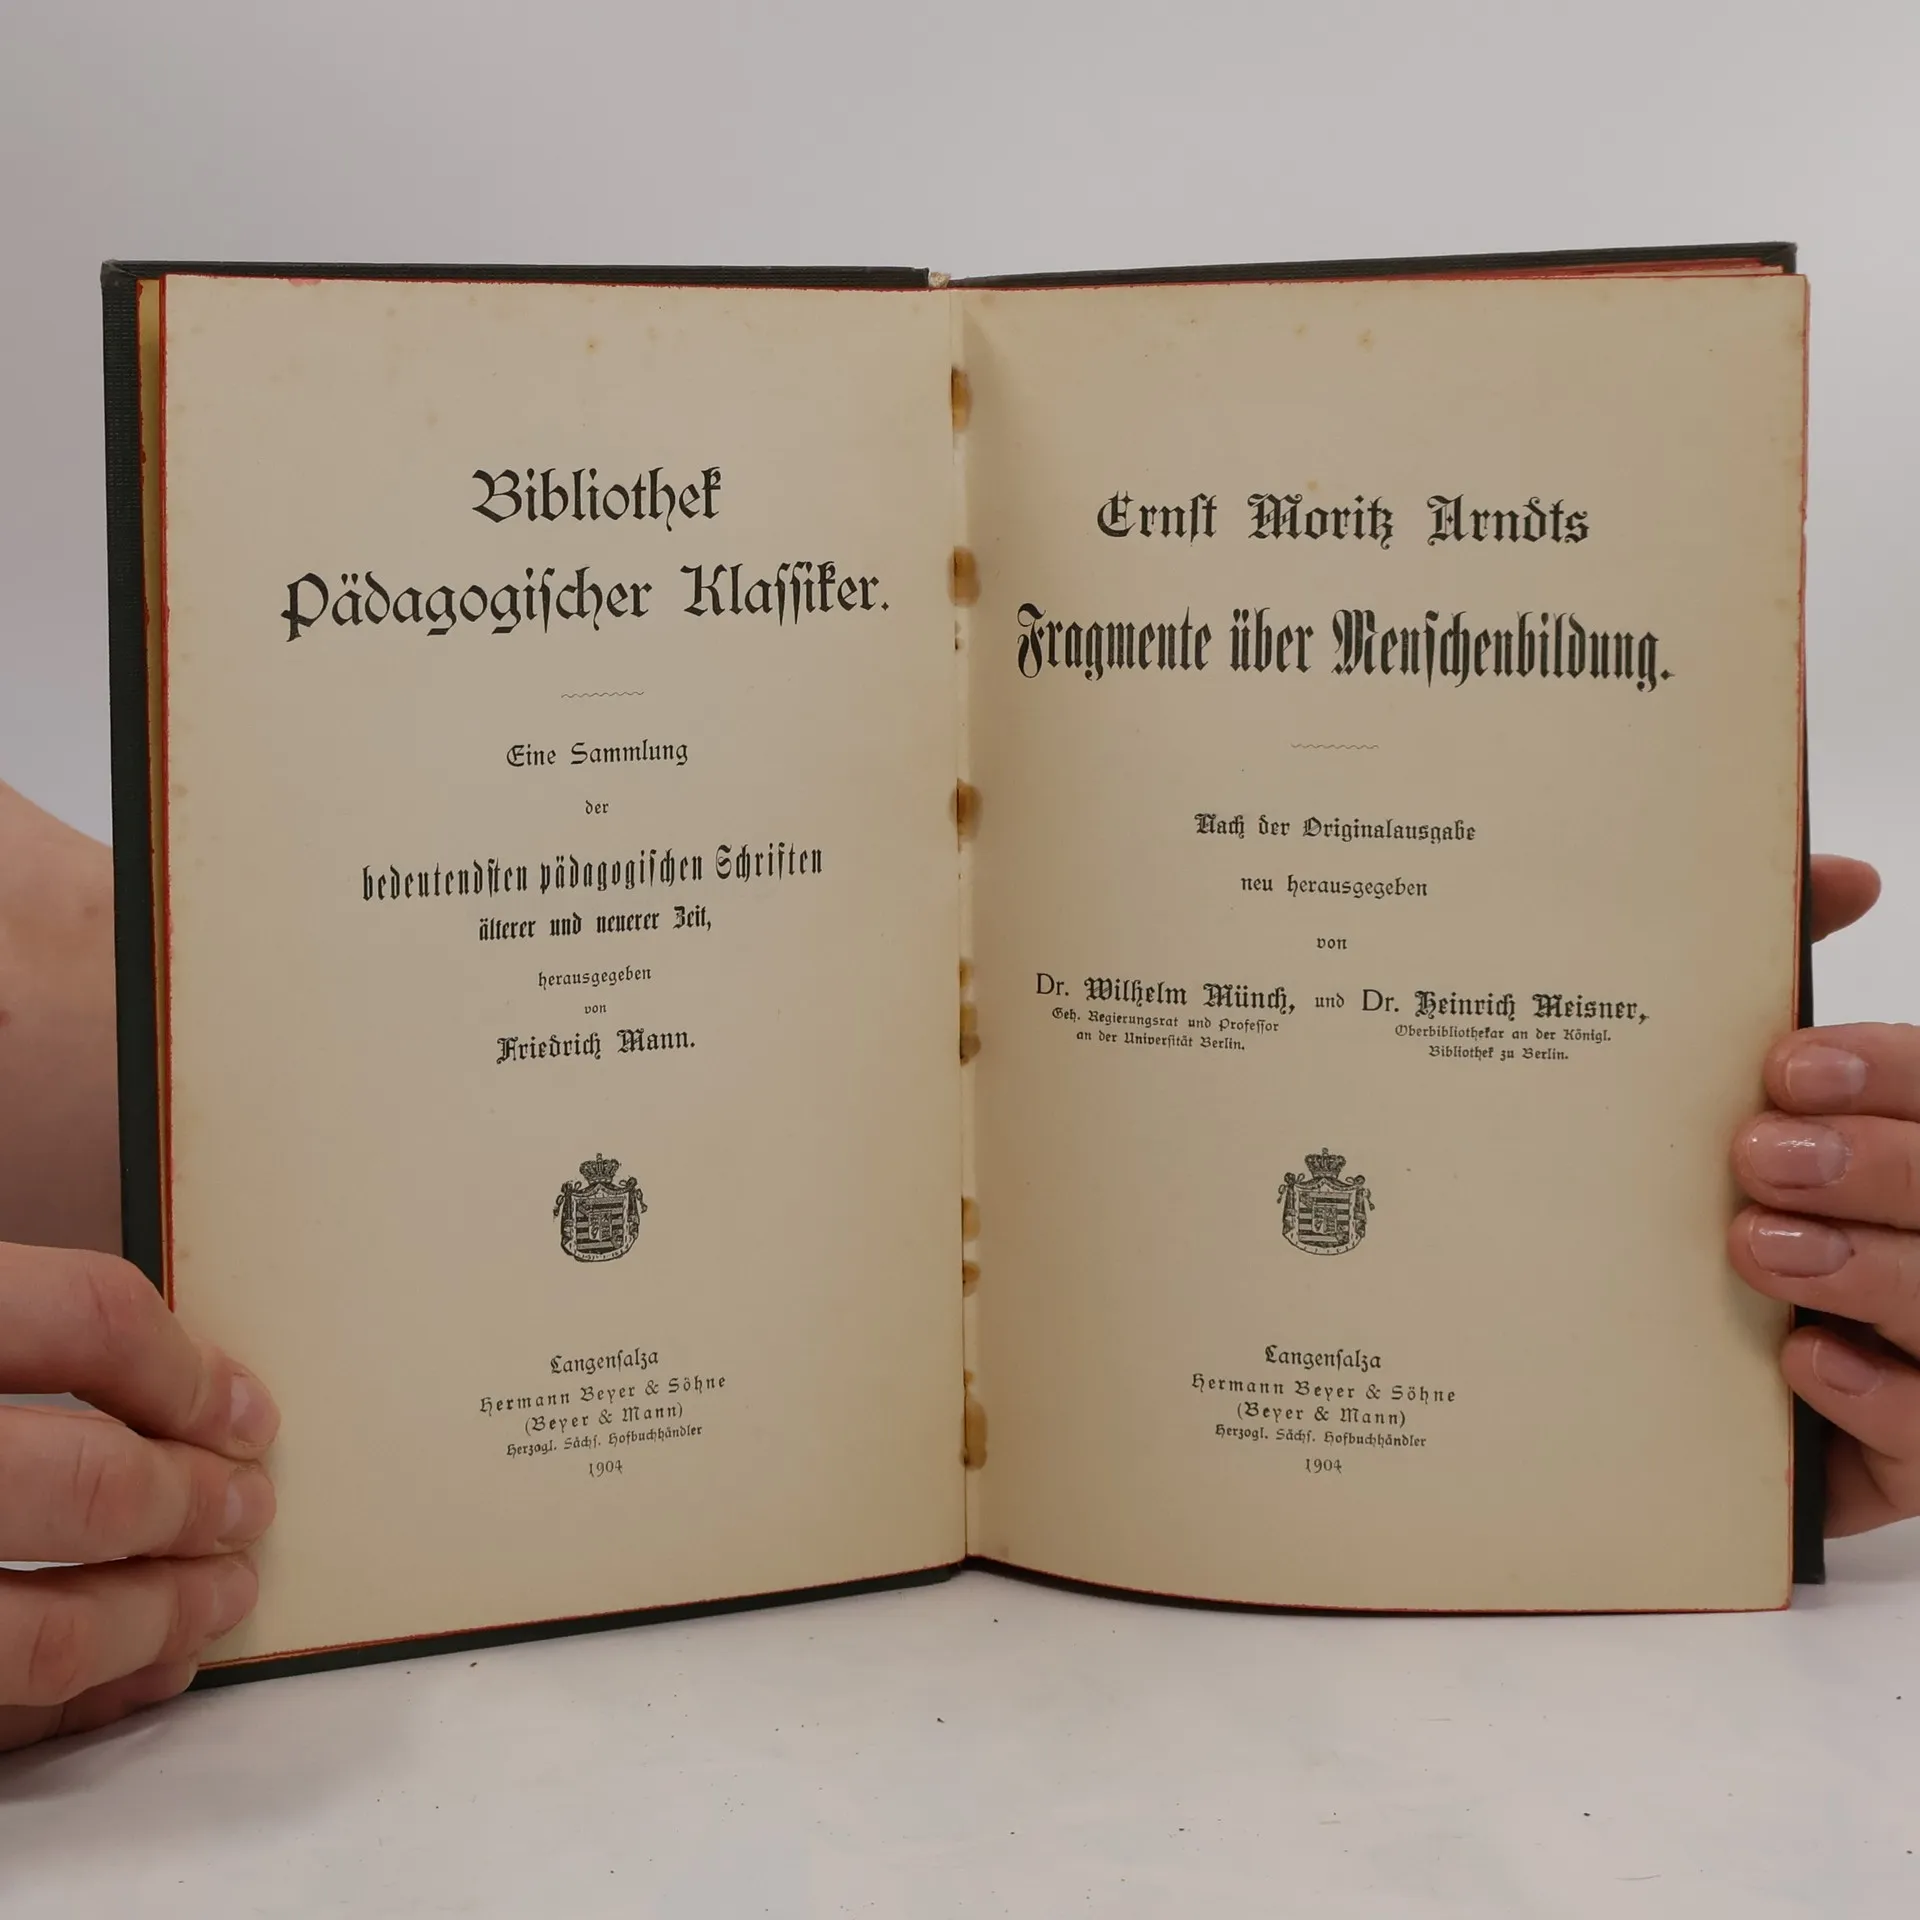 Bibliothek
Pädagogischer Klassiker.
Eine Sammlung
der
bedeutendsten pädagogischen Schriften
älterer und neuerer Zeit,
herausgegeben
von
Friedrich Mann.
Langensalza
Hermann Beyer & Söhne
(Beyer & Mann)
Herzogl. Sächs. Hofbuchhändler
1904
Ernst Moritz Arndts
Fragmente über Menschenbildung.
Nach der Originalausgabe
neu herausgegeben
von
Dr. Wilhelm Münch, und Dr. Heinrich Meisner,
Geh. Regierungsrat und Professor
an der Universität Berlin.
Oberbibliothekar an der Königl.
Bibliothek zu Berlin.
Langensalza
Hermann Beyer & Söhne
(Beyer & Mann)
Herzogl. Sächs. Hofbuchhändler
1904